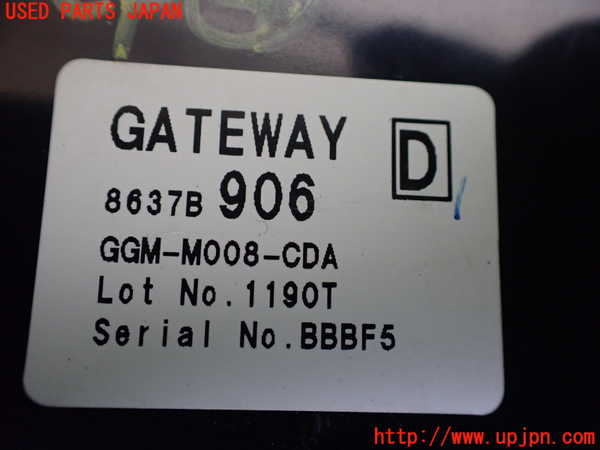 USED PARTS JAPAN
GATEWAY D
8637B 906
GGM-M008-CDA
Lot No.1190T
Serial No.BBBF5
http://www.upjpn.com/